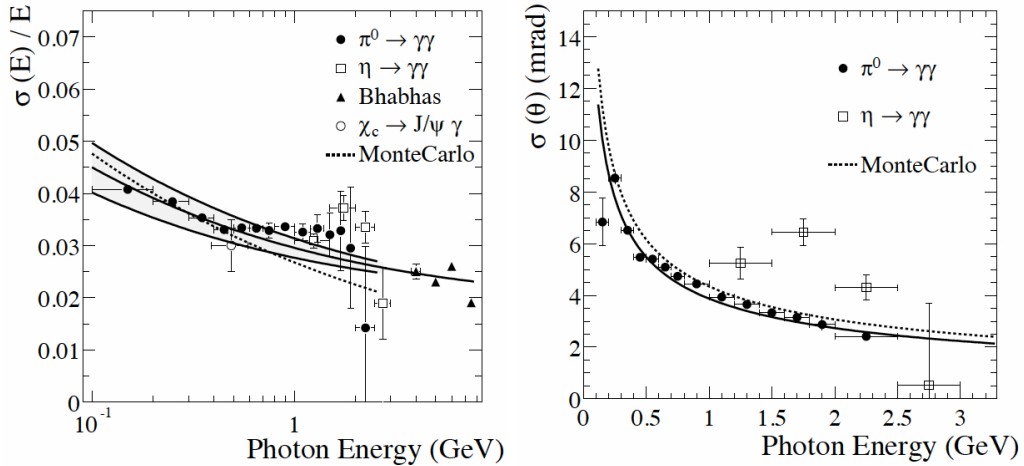 σ (E) / E
0.07
0.06
0.05
0.04
0.03
0.02
0.01
0
π⁰ → γγ
η → γγ
Bhabhas
χc → J/ψ γ
MonteCarlo
10⁻¹
1
Photon Energy (GeV)
σ (θ) (mrad)
14
12
10
8
6
4
2
0
π⁰ → γγ
η → γγ
MonteCarlo
0 0.5 1 1.5 2 2.5 3
Photon Energy (GeV)